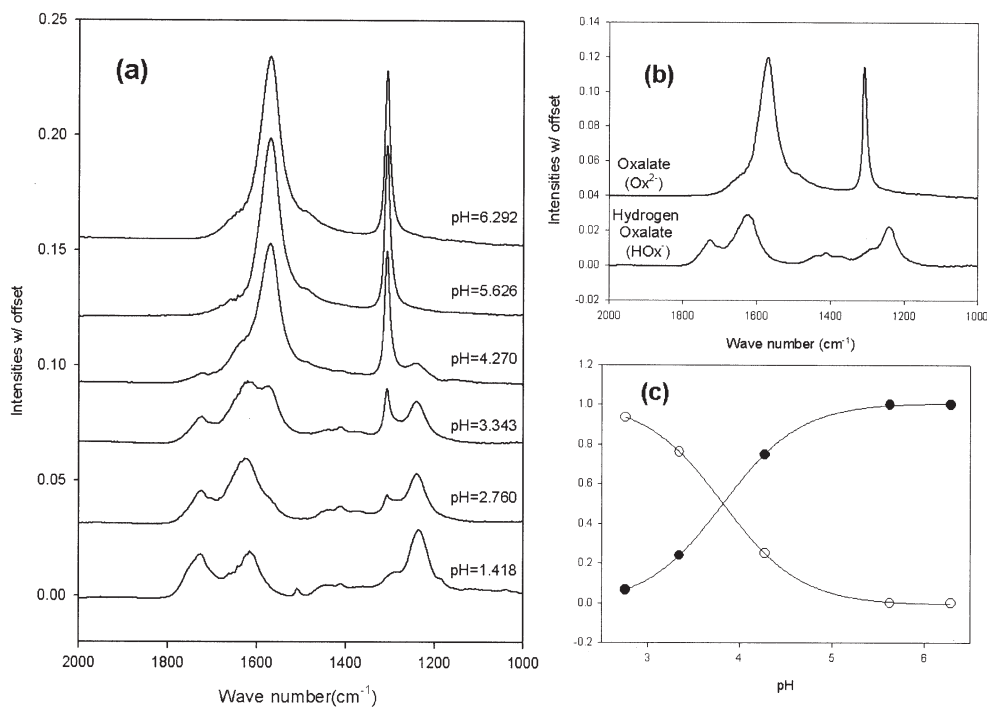 (a)
0.25
0.20
0.15
0.10
0.05
0.00
Intensities w/ offset
pH=6.292
pH=5.626
pH=4.270
pH=3.343
pH=2.760
pH=1.418
2000 1800 1600 1400 1200 1000
Wave number(cm⁻¹)
(b)
0.14
0.12
0.10
0.08
0.06
0.04
0.02
0.00
-0.02
Intensities w/ offset
Oxalate
(Ox²⁻)
Hydrogen
Oxalate
(HOx⁻)
2000 1800 1600 1400 1200 1000
Wave number (cm⁻¹)
(c)
1.2
1.0
0.8
0.6
0.4
0.2
0.0
-0.2
3 4 5 6
pH